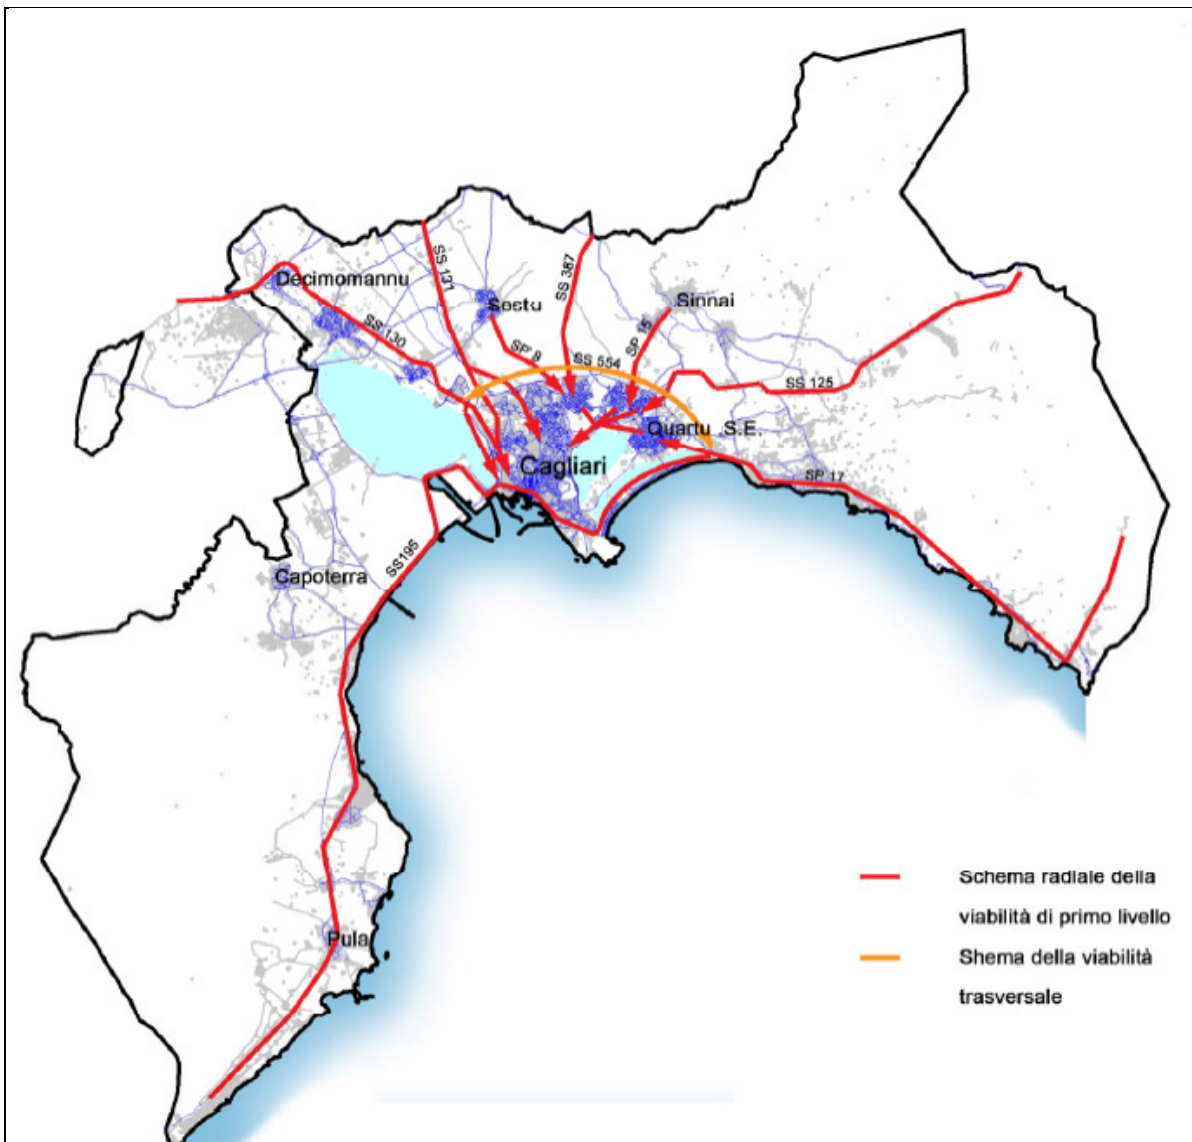 SS 131
SS 387
Decimomannu
Sestu
Sinnai
SS 130
SP 8
SP 15
SS 554
SS 125
Quartu S.E.
Cagliari
SP 17
SS195
Capoterra
Schema radiale della
viabilità di primo livello
Pula
Shema della viabilità
trasversale